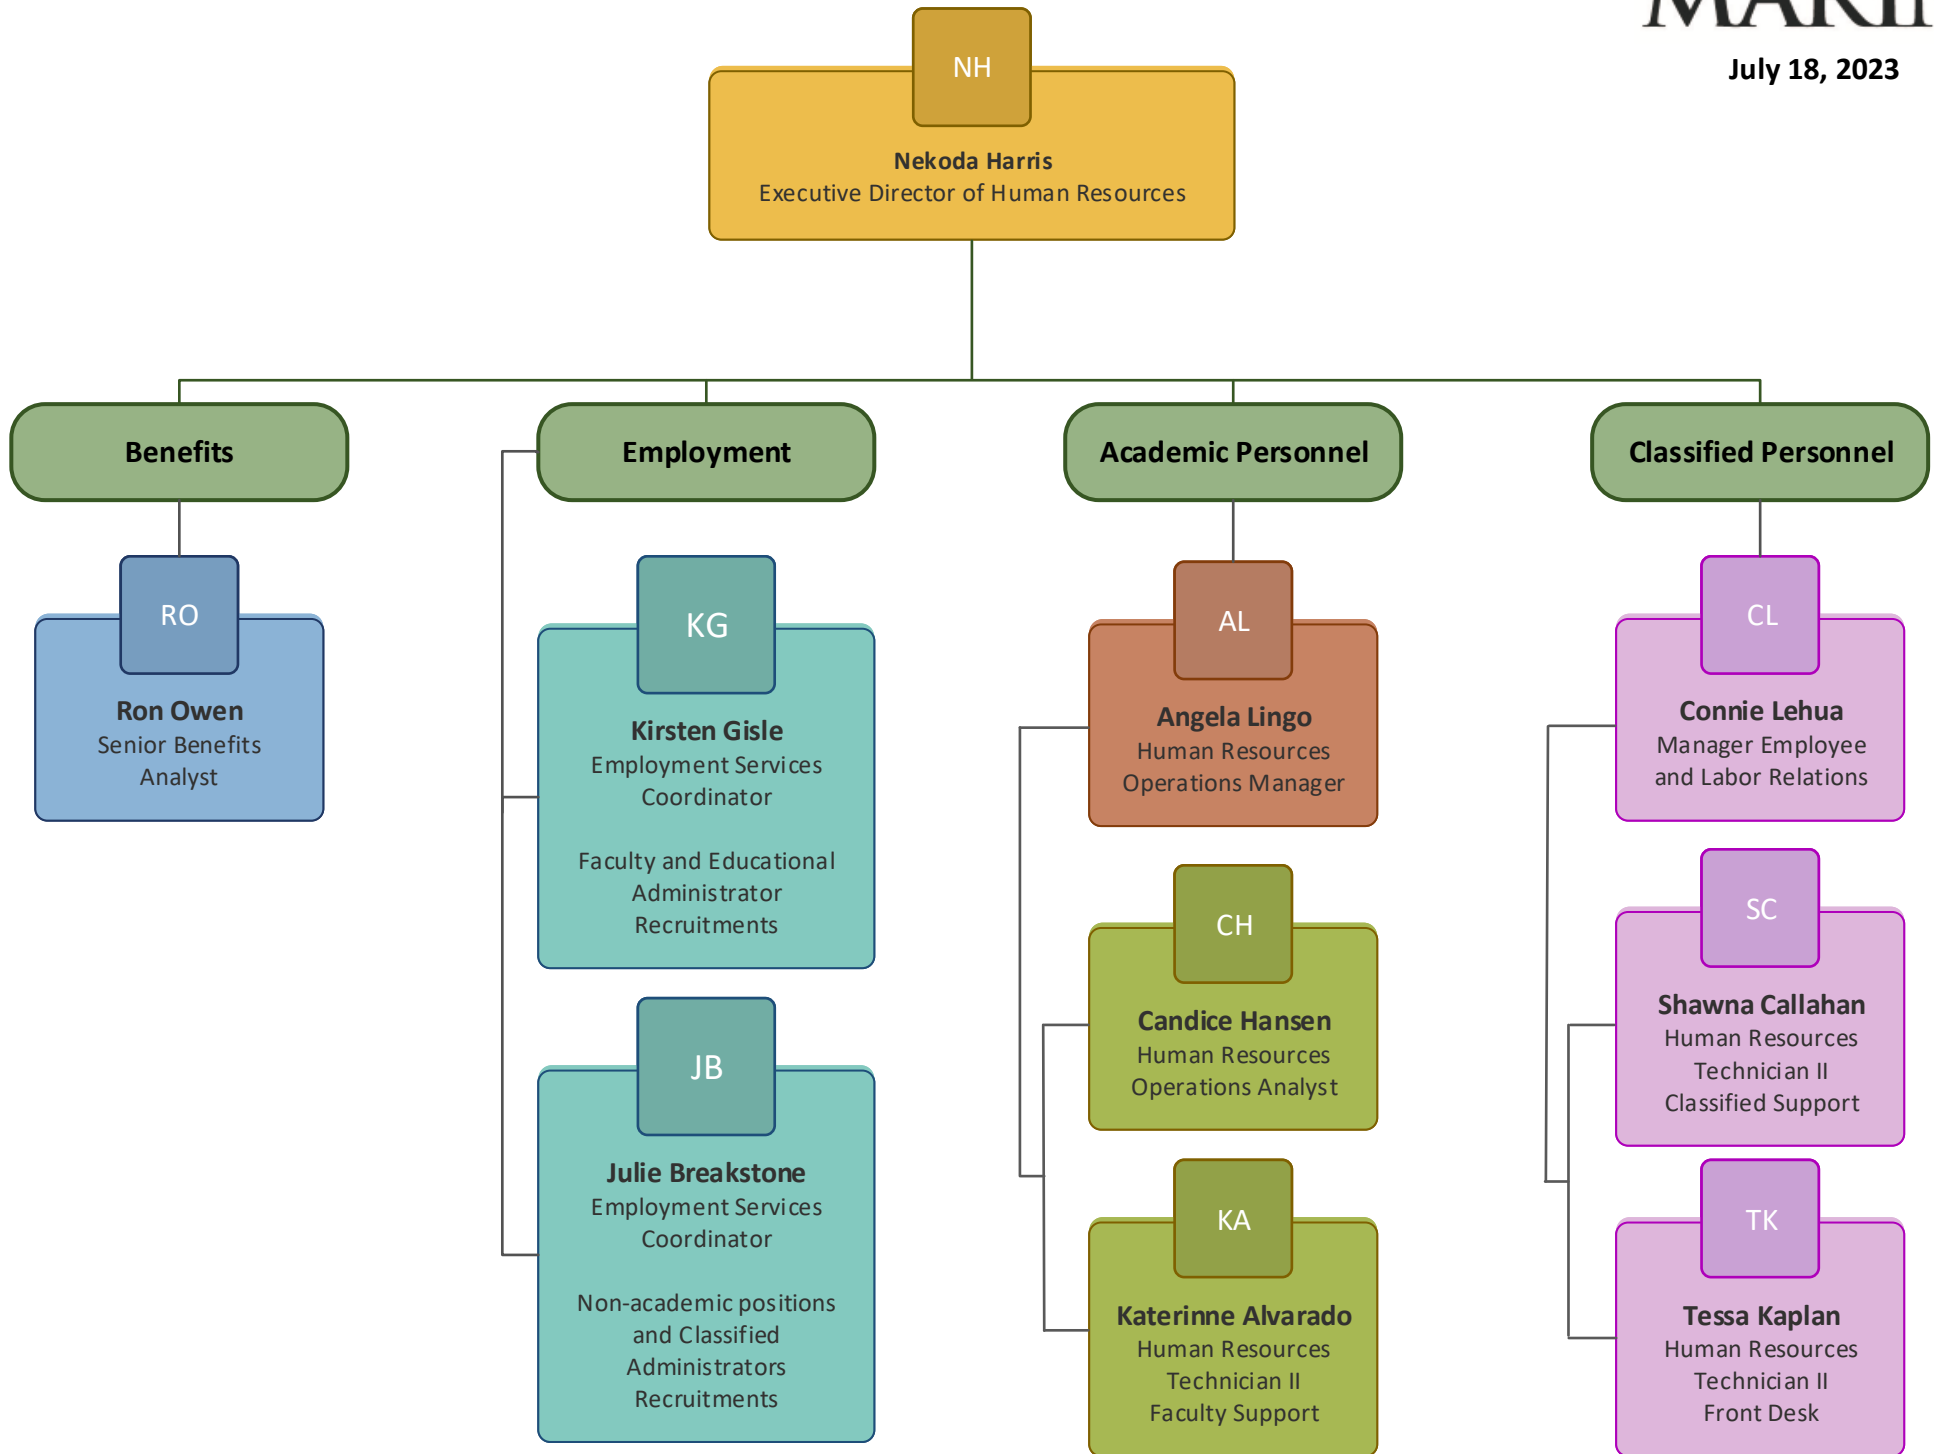 July 18, 2023
NH
Nekoda Harris
Executive Director of Human Resources
Benefits
Employment
Academic Personnel
Classified Personnel
RO
Ron Owen
Senior Benefits
Analyst
KG
Kirsten Gisle
Employment Services
Coordinator
Faculty and Educational
Administrator
Recruitments
JB
Julie Breakstone
Employment Services
Coordinator
Non-academic positions
and Classified
Administrators
Recruitments
AL
Angela Lingo
Human Resources
Operations Manager
CH
Candice Hansen
Human Resources
Operations Analyst
KA
Katerinne Alvarado
Human Resources
Technician II
Faculty Support
CL
Connie Lehua
Manager Employee
and Labor Relations
SC
Shawna Callahan
Human Resources
Technician II
Classified Support
TK
Tessa Kaplan
Human Resources
Technician II
Front Desk